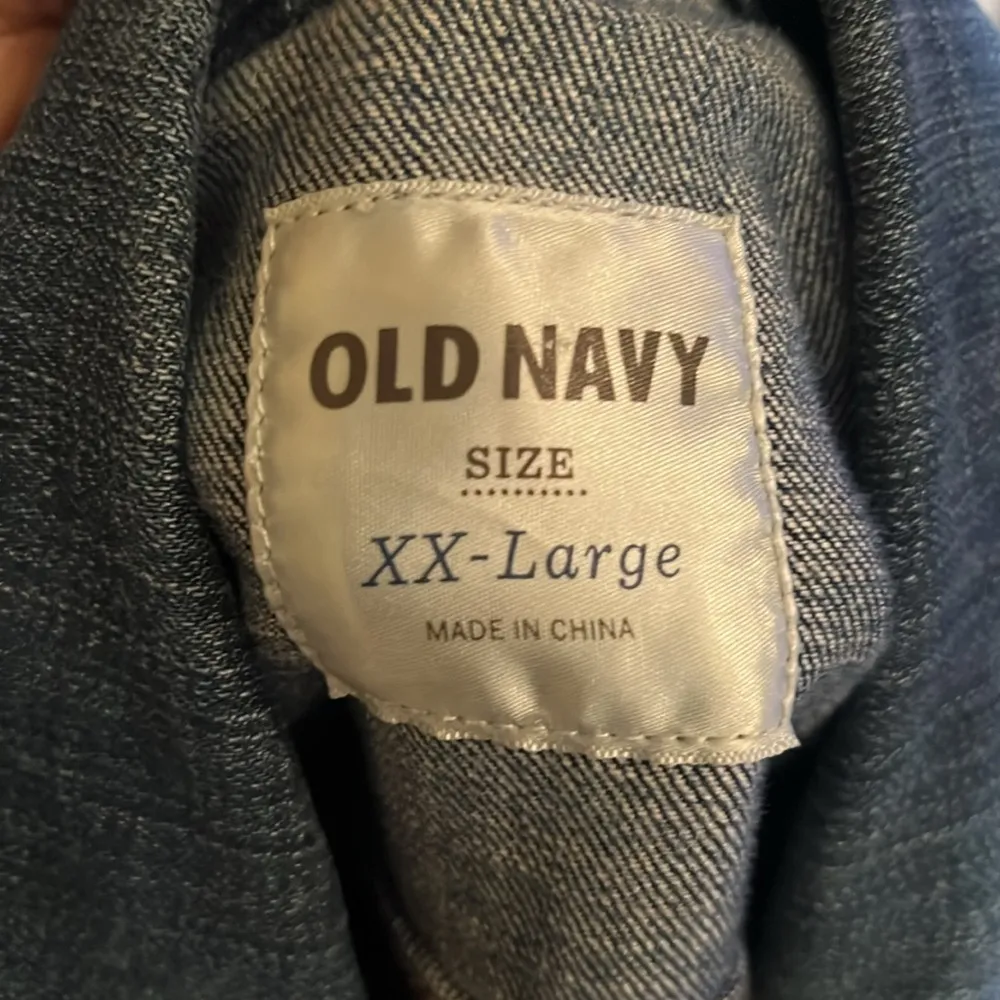 OLD NAVY
SIZE
XX-Large
MADE IN CHINA